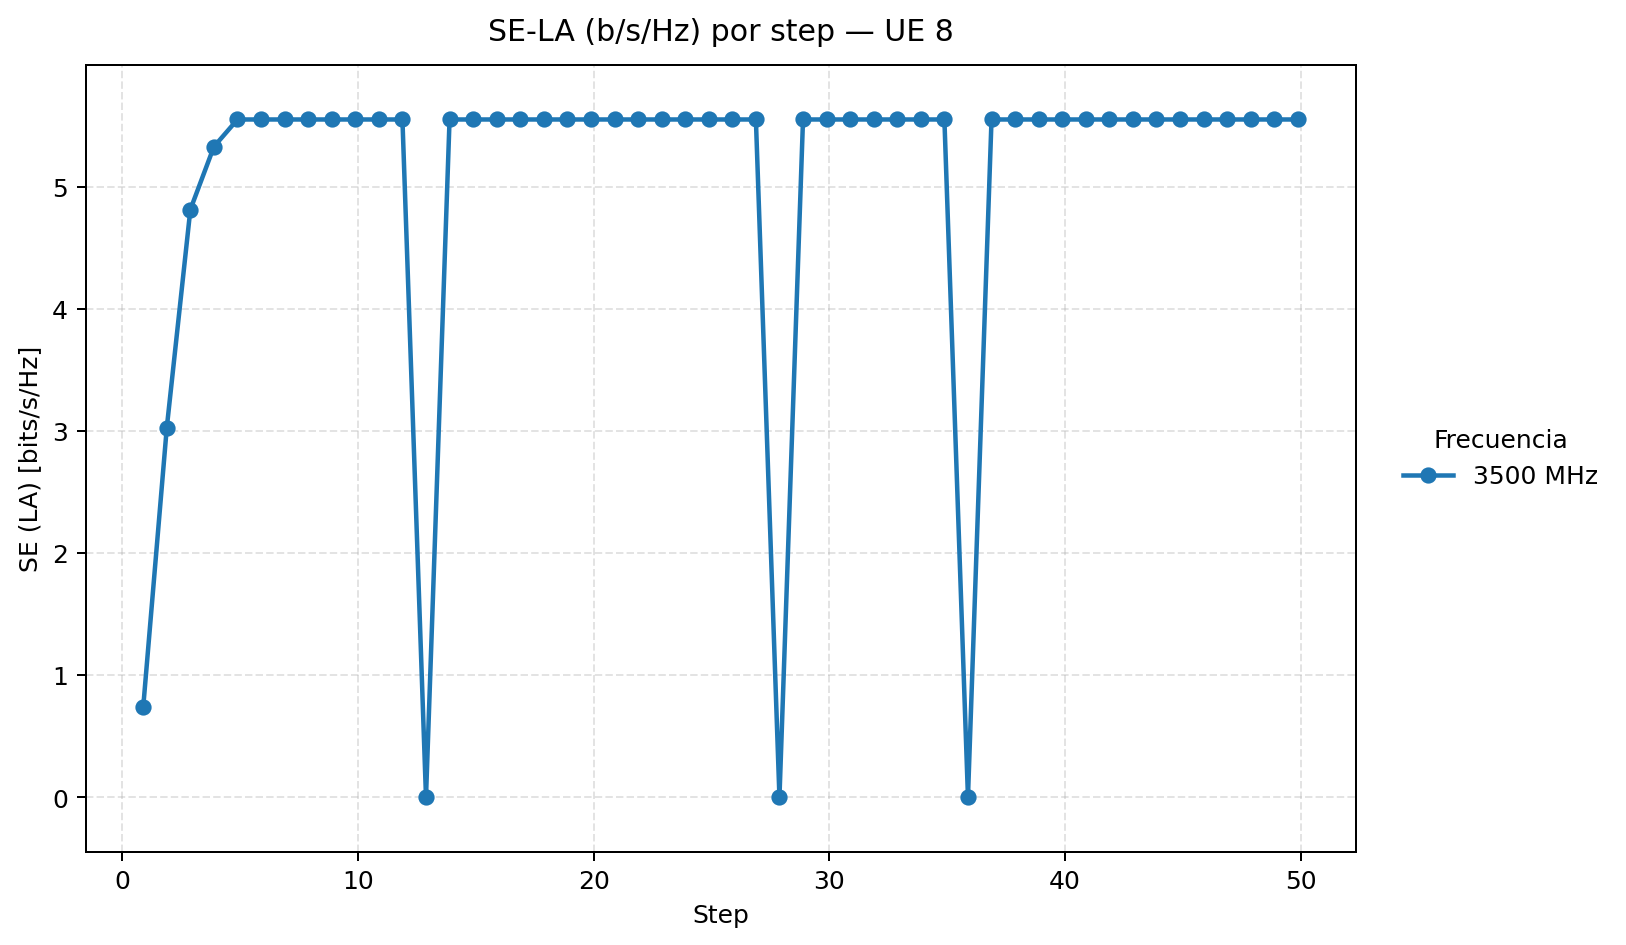 SE-LA (b/s/Hz) por step — UE 8
SE (LA) [bits/s/Hz]
5
4
3
2
1
0
0 10 20 30 40 50
Step
Frecuencia
3500 MHz